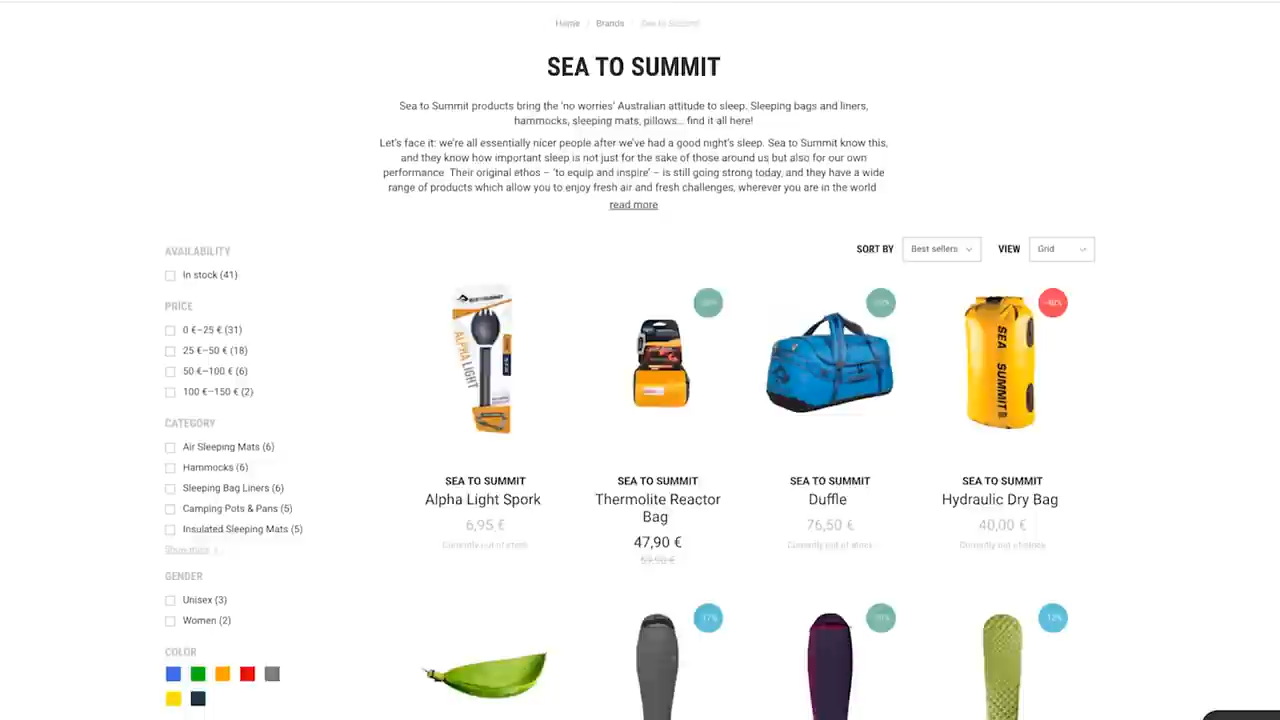 Home / Brands / Sea to Summit
SEA TO SUMMIT
Sea to Summit products bring the 'no worries' Australian attitude to sleep. Sleeping bags and liners,
hammocks, sleeping mats, pillows... find it all here!
Let's face it: we're all essentially nicer people after we've had a good night's sleep. Sea to Summit know this,
and they know how important sleep is not just for the sake of those around us but also for our own
performance. Their original ethos – 'to equip and inspire' – is still going strong today, and they have a wide
range of products which allow you to enjoy fresh air and fresh challenges, wherever you are in the world
read more
SORT BY Best sellers VIEW Grid
AVAILABILITY
In stock (41)
PRICE
0 €–25 € (31)
25 €–50 € (18)
50 €–100 € (6)
100 €–150 € (2)
CATEGORY
Air Sleeping Mats (6)
Hammocks (6)
Sleeping Bag Liners (6)
Camping Pots & Pans (5)
Insulated Sleeping Mats (5)
Show more
GENDER
Unisex (3)
Women (2)
COLOR
ALPHA LIGHT
SEA SUMMIT
SEA TO SUMMIT
Alpha Light Spork
6,95 €
Currently out of stock
SEA TO SUMMIT
Thermolite Reactor
Bag
47,90 €
59,90 €
SEA TO SUMMIT
Duffle
76,50 €
Currently out of stock
SEA TO SUMMIT
Hydraulic Dry Bag
40,00 €
Currently out of stock